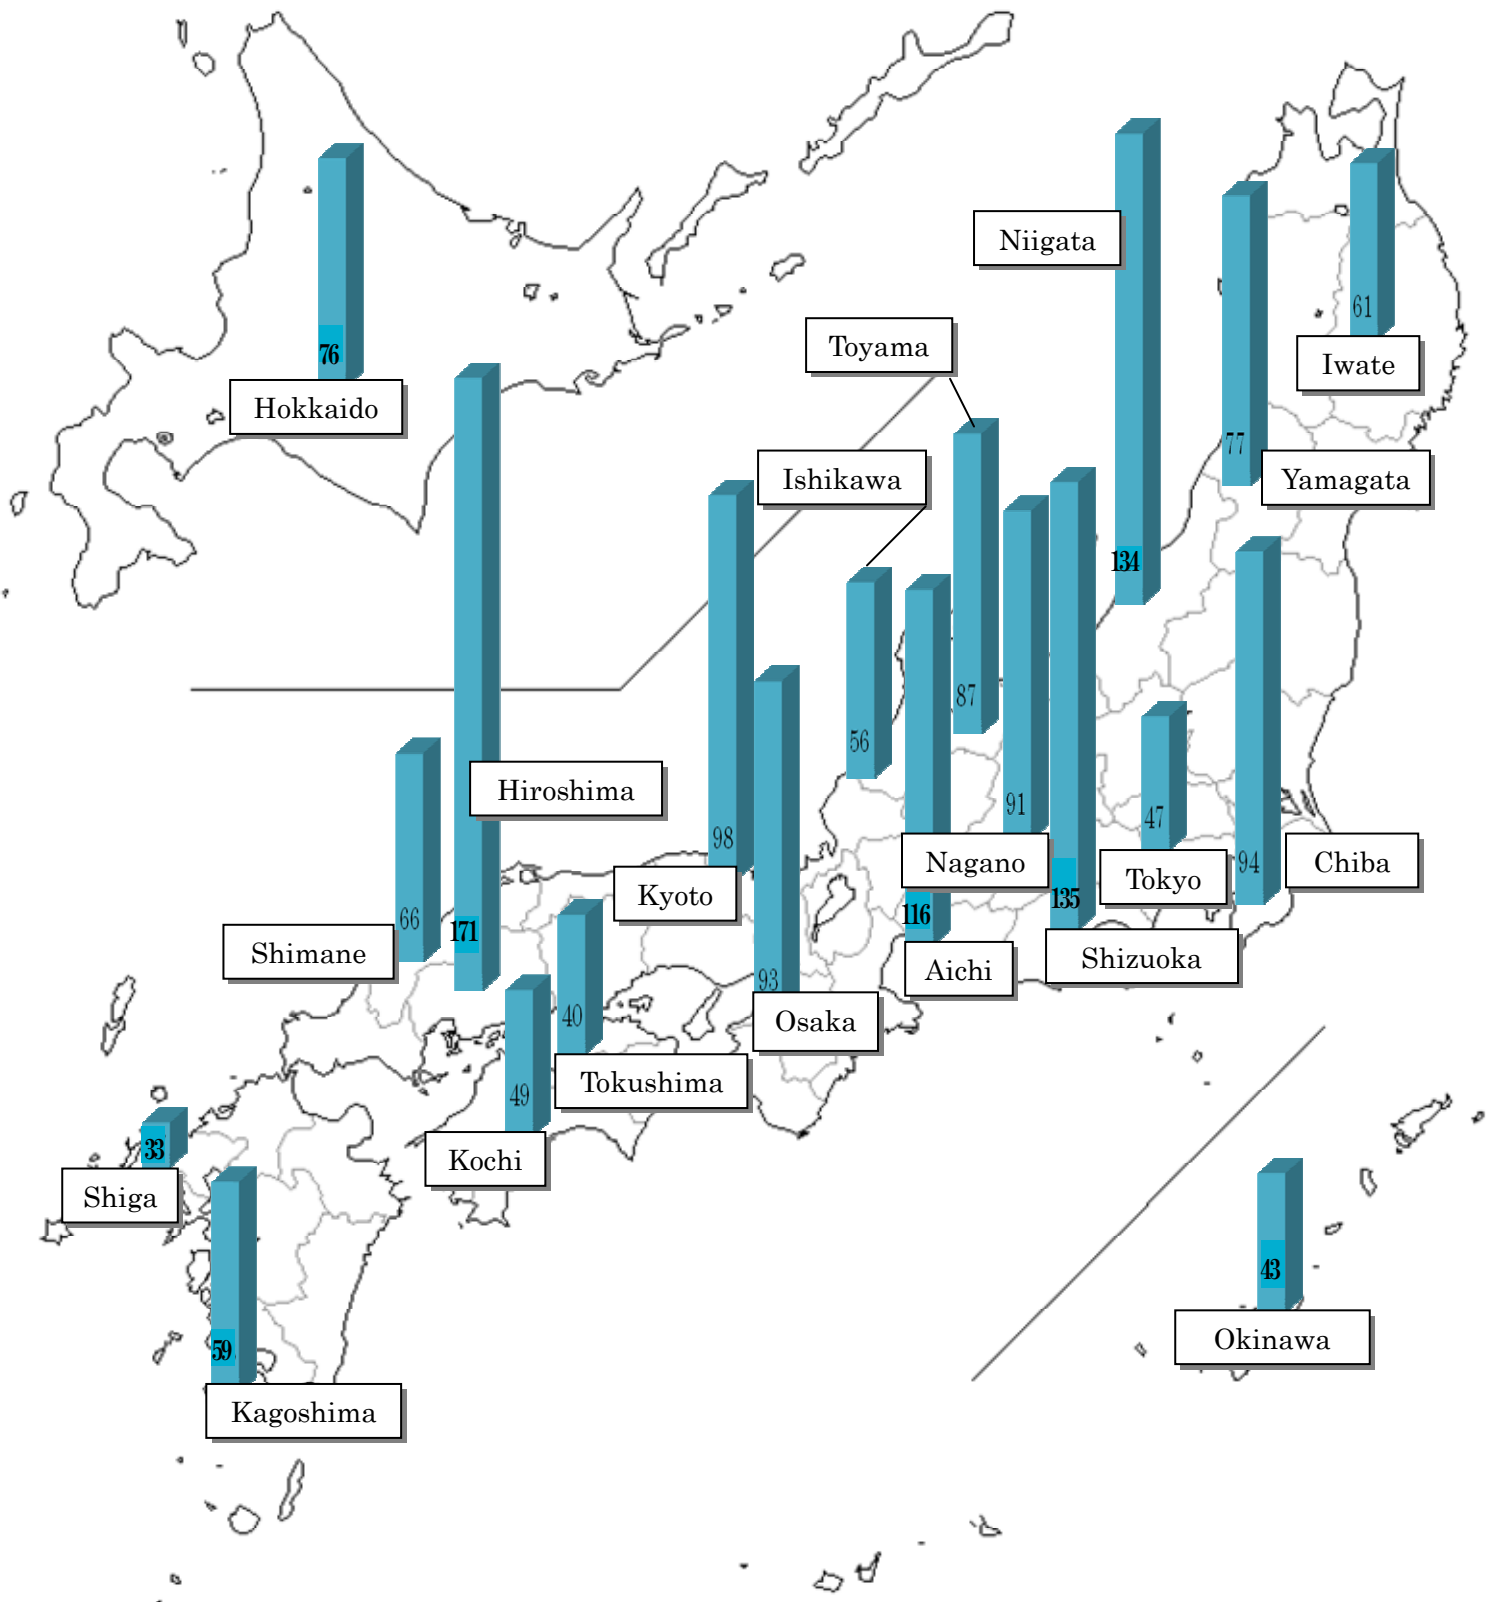 Niigata
61
Toyama
Iwate
76
Hokkaido
77
Ishikawa
Yamagata
134
87
56
Hiroshima
91
47
98
Nagano
94
Chiba
Kyoto
Tokyo
135
66
171
116
Shimane
Aichi
Shizuoka
93
40
Osaka
49
Tokushima
33
Kochi
Shiga
43
59
Okinawa
Kagoshima